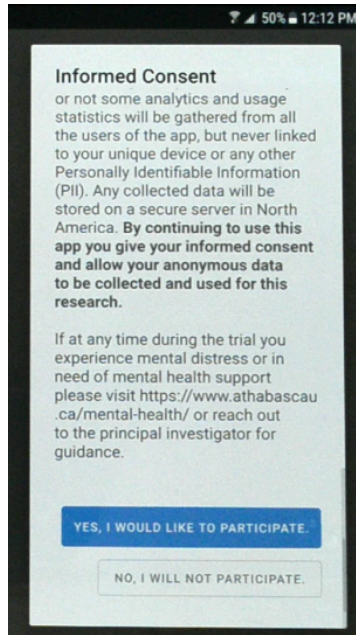 50% 12:12 PM
Informed Consent
or not some analytics and usage
statistics will be gathered from all
the users of the app, but never linked
to your unique device or any other
Personally Identifiable Information
(PII). Any collected data will be
stored on a secure server in North
America. By continuing to use this
app you give your informed consent
and allow your anonymous data
to be collected and used for this
research.
If at any time during the trial you
experience mental distress or in
need of mental health support
please visit https://www.athabascau
.ca/mental-health/ or reach out
to the principal investigator for
guidance.
YES, I WOULD LIKE TO PARTICIPATE.
NO, I WILL NOT PARTICIPATE.